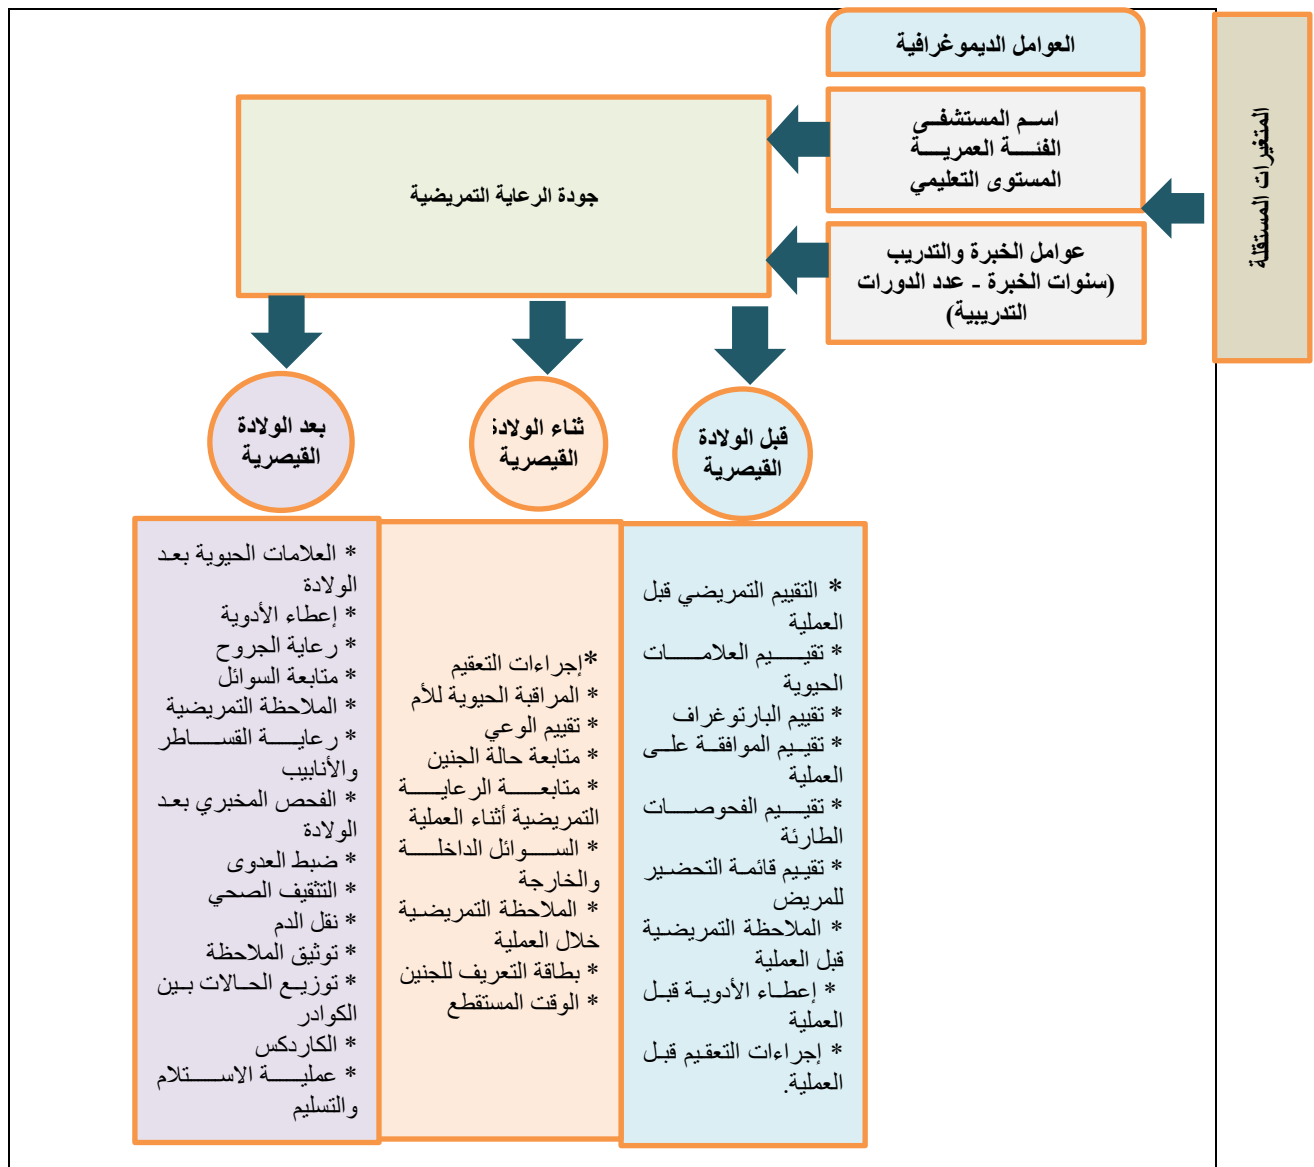 المتغيرات المستقلة
العوامل الديموغرافية
اسم المستشفى
الفئة العمرية
المستوى التعليمي
عوامل الخبرة والتدريب
(سنوات الخبرة - عدد الدورات
التدريبية)
جودة الرعاية التمريضية
قبل الولادة
القيصرية
ثناء الولادة
القيصرية
بعد الولادة
القيصرية
* التقييم التمريضي قبل
العملية
* تقييم العلامات
الحيوية
* تقييم البارتوغراف
* تقييم الموافقة على
العملية
* تقييم الفحوصات
الطارئة
* تقييم قائمة التحضير
للمريض
* الملاحظة التمريضية
قبل العملية
* إعطاء الأدوية قبل
العملية
* إجراءات التعقيم قبل
العملية.
*إجراءات التعقيم
* المراقبة الحيوية للأم
* تقييم الوعي
* متابعة حالة الجنين
* متابعة الرعاية
التمريضية أثناء العملية
* السوائل الداخلة
والخارجة
* الملاحظة التمريضية
خلال العملية
* بطاقة التعريف للجنين
* الوقت المستقطع
* العلامات الحيوية بعد
الولادة
* إعطاء الأدوية
* رعاية الجروح
* متابعة السوائل
* الملاحظة التمريضية
* رعاية القساطر
والأنابيب
* الفحص المخبري بعد
الولادة
* ضبط العدوى
* التثقيف الصحي
* نقل الدم
* توثيق الملاحظة
* توزيع الحالات بين
الكوادر
* الكاردكس
* عملية الاستلام
والتسليم